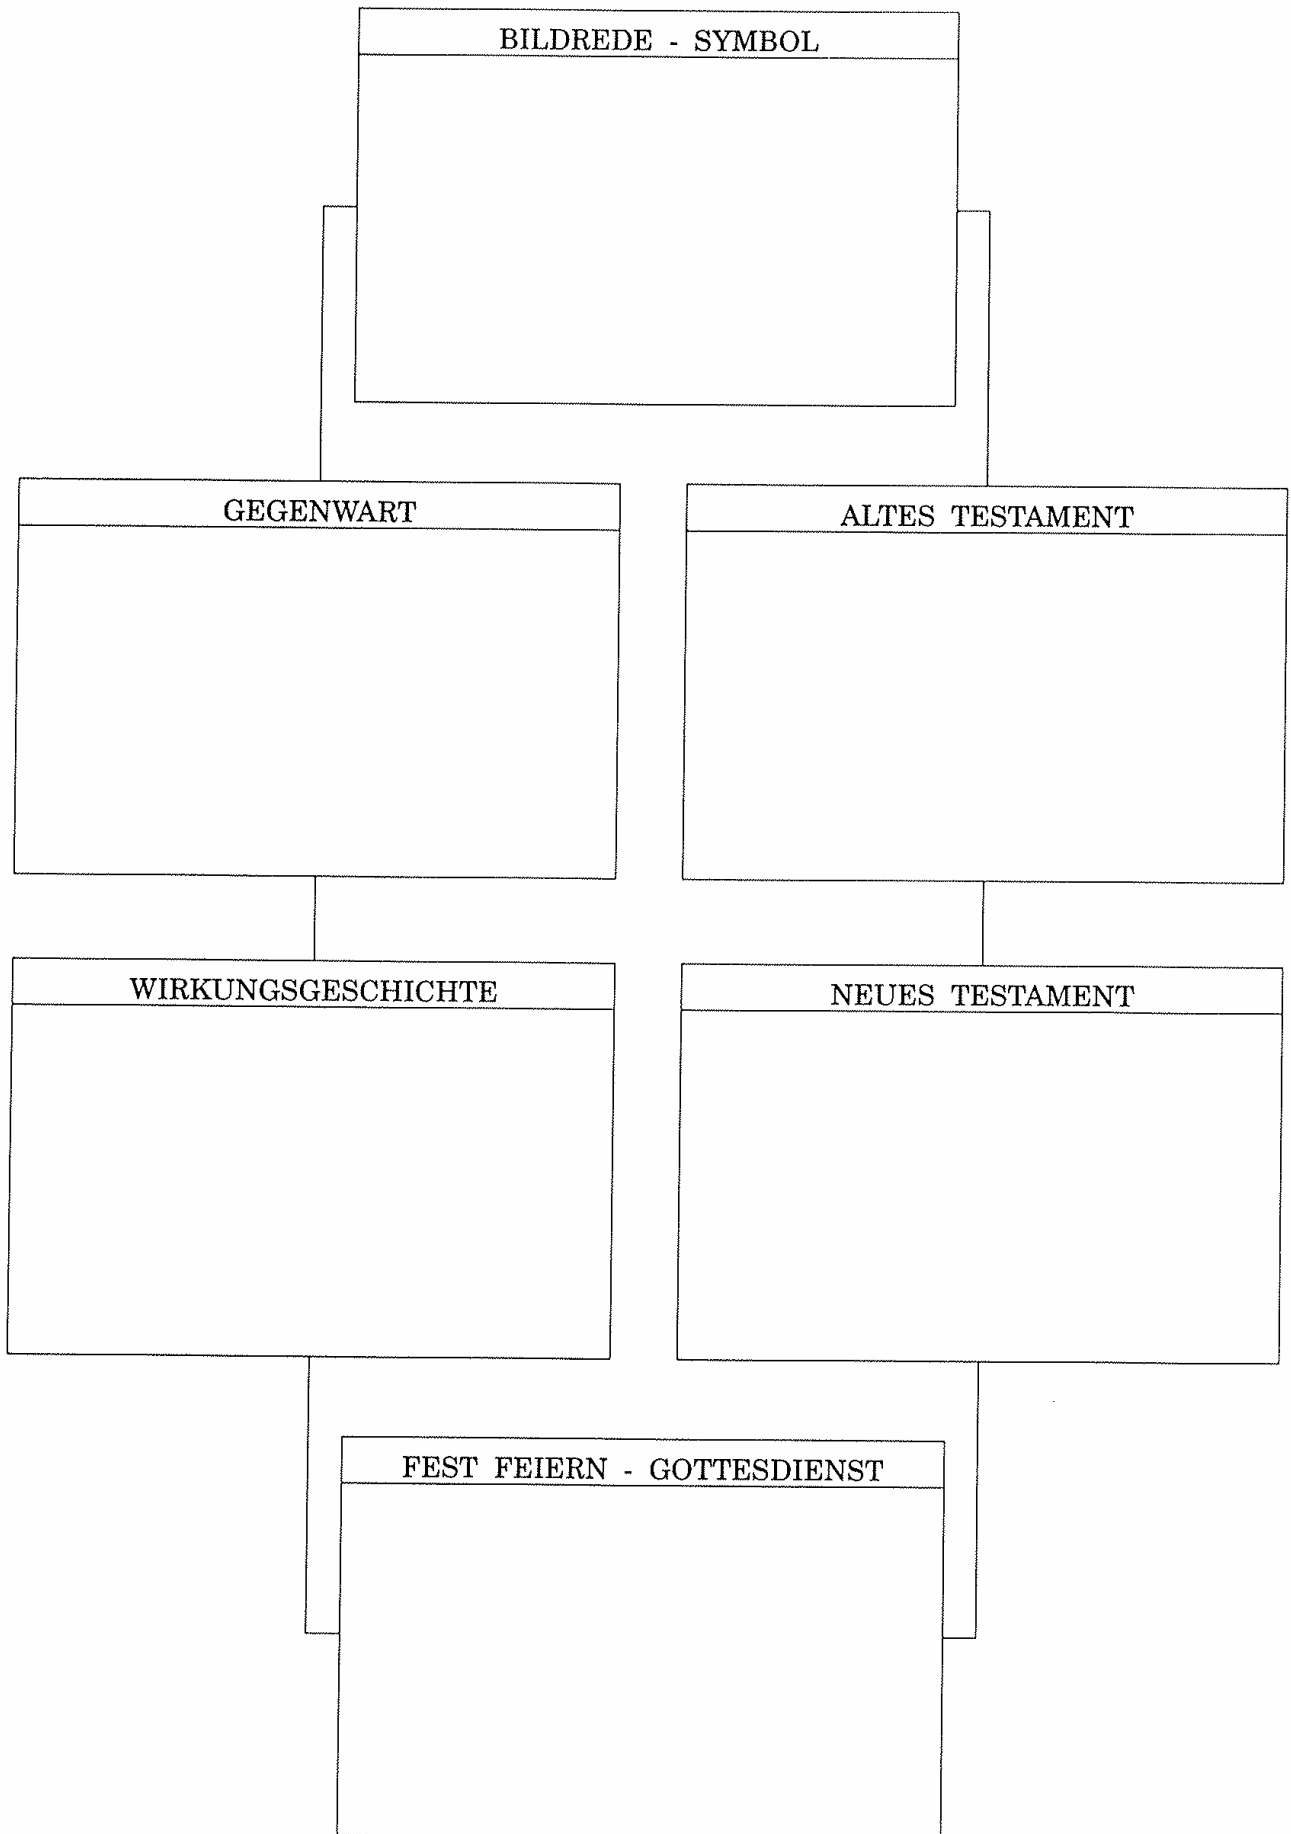 BILDREDE - SYMBOL
GEGENWART
ALTES TESTAMENT
WIRKUNGSGESCHICHTE
NEUES TESTAMENT
FEST FEIERN - GOTTESDIENST